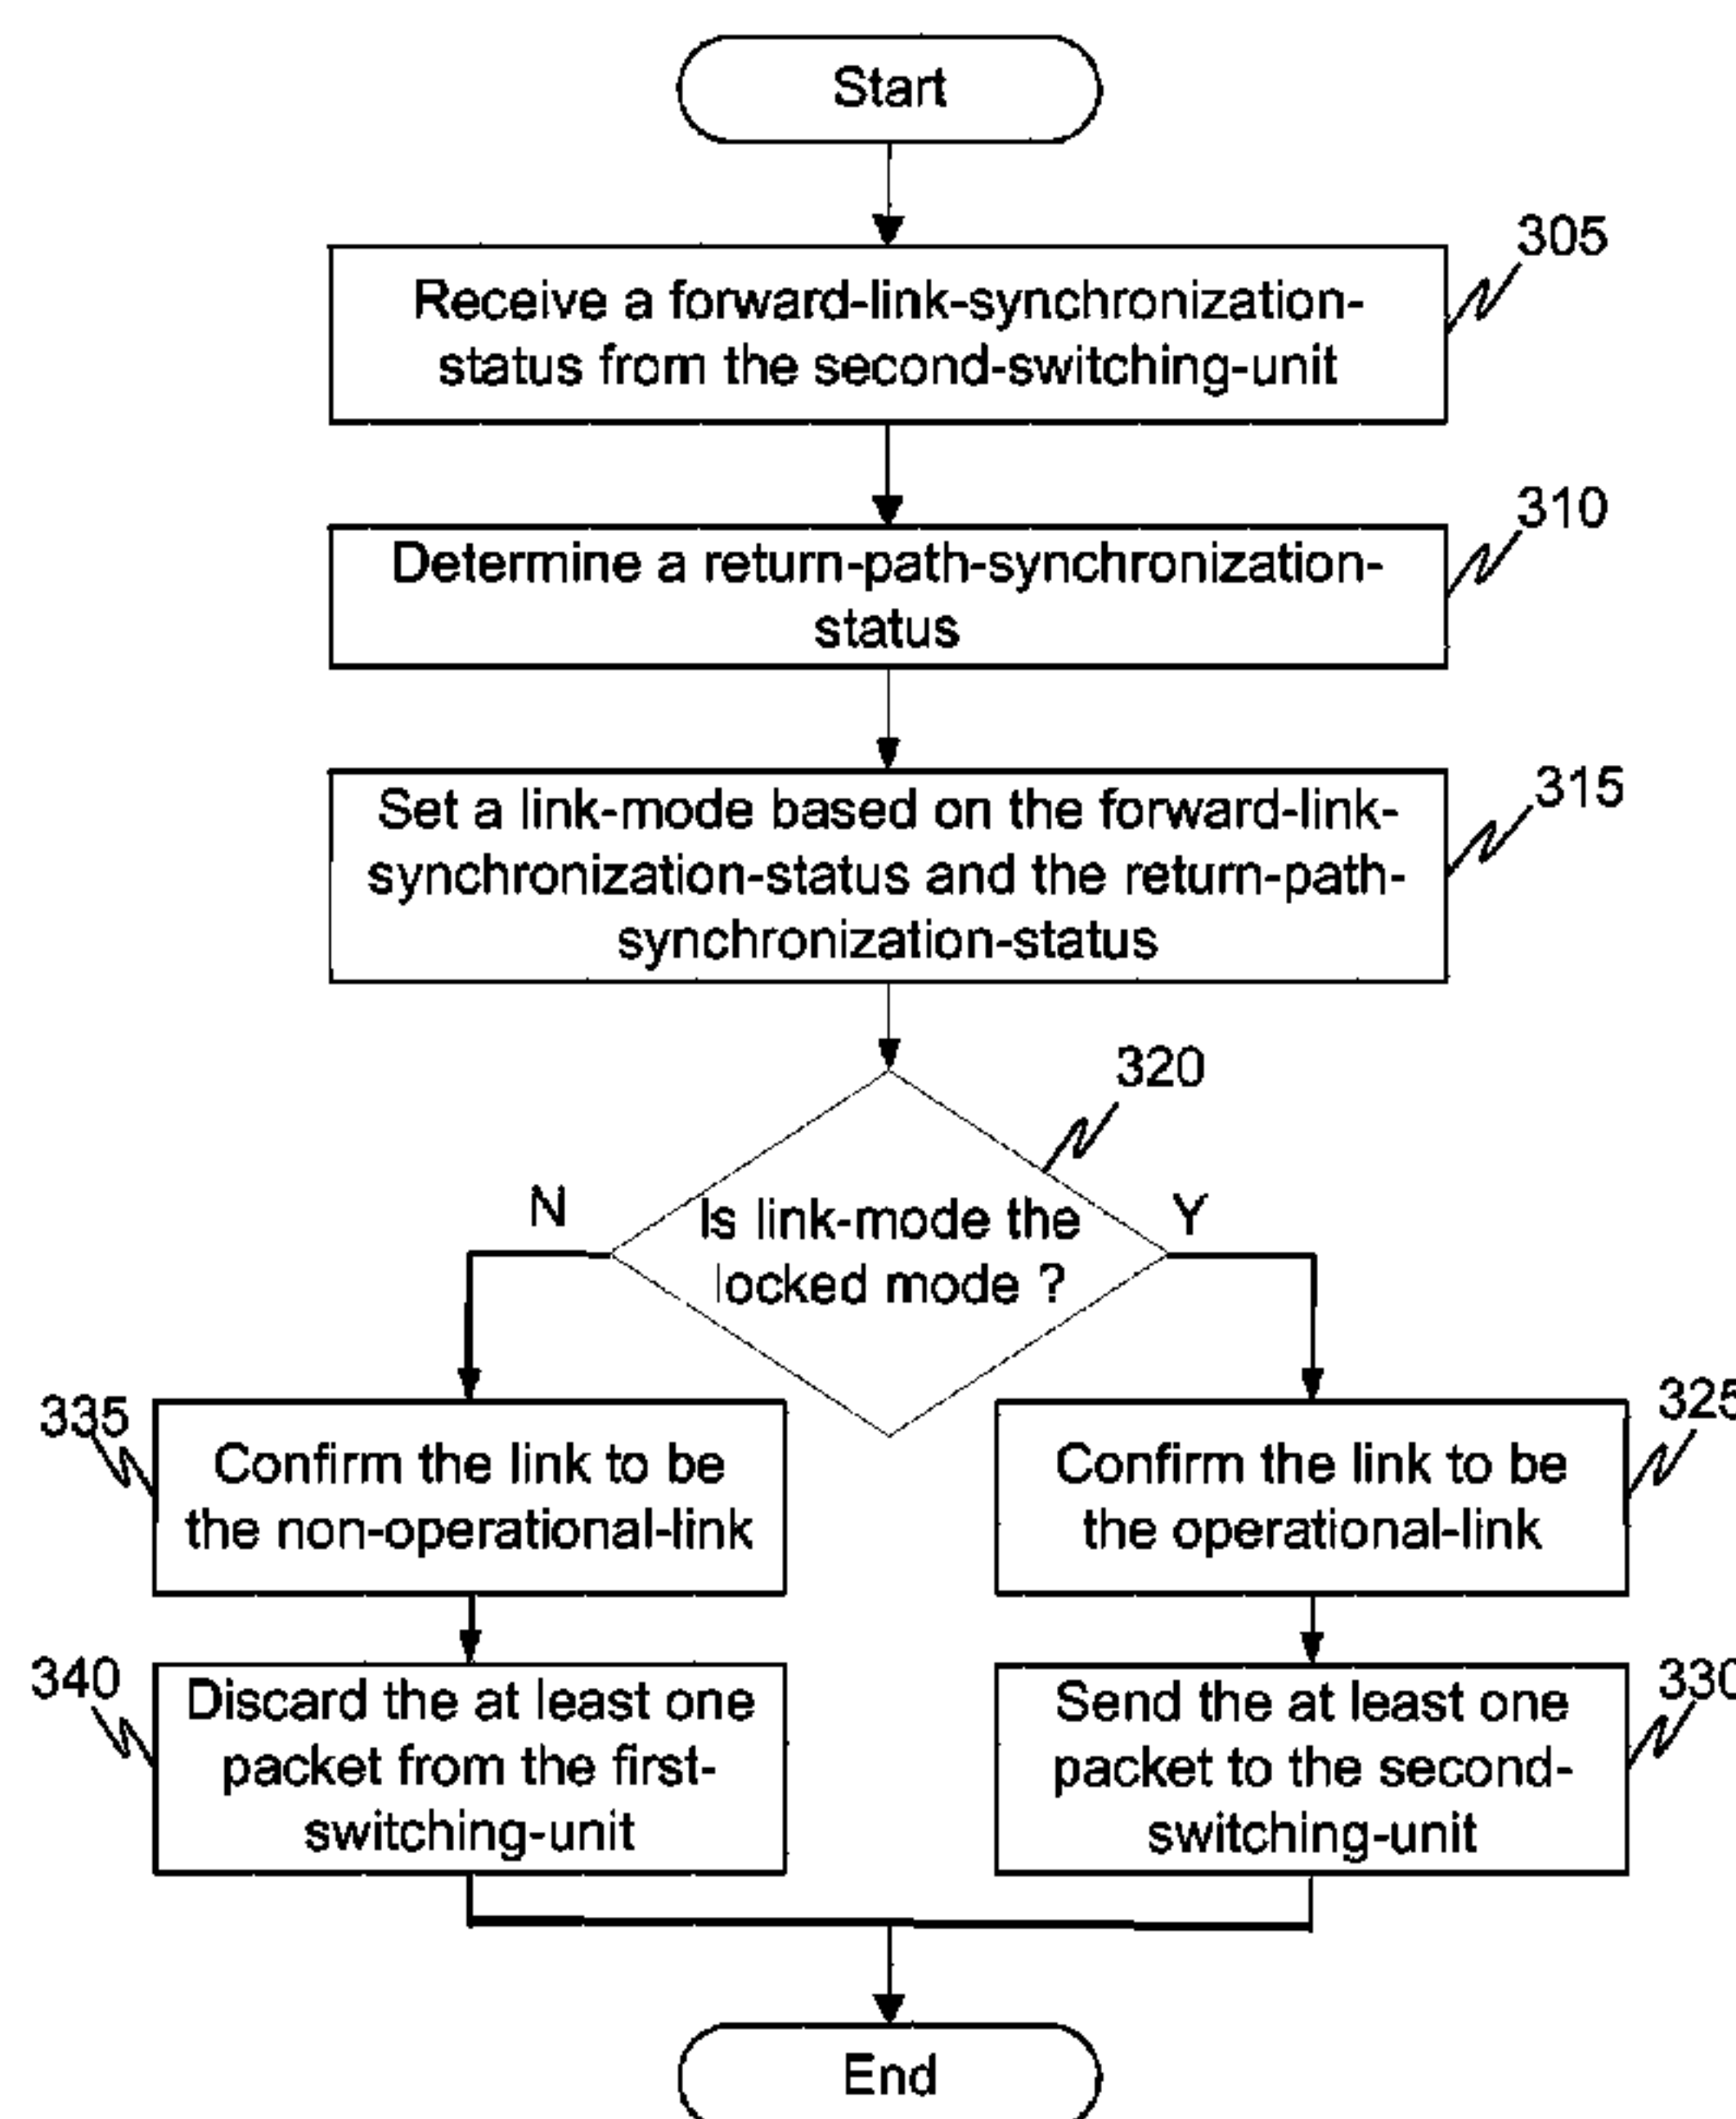 Start
305
Receive a forward-link-synchronization-
status from the second-switching-unit
310
Determine a return-path-synchronization-
status
315
Set a link-mode based on the forward-link-
synchronization-status and the return-path-
synchronization-status
320
N
Y
Is link-mode the
locked mode ?
335
Confirm the link to be
the non-operational-link
325
Confirm the link to be
the operational-link
340
Discard the at least one
packet from the first-
switching-unit
330
Send the at least one
packet to the second-
switching-unit
End